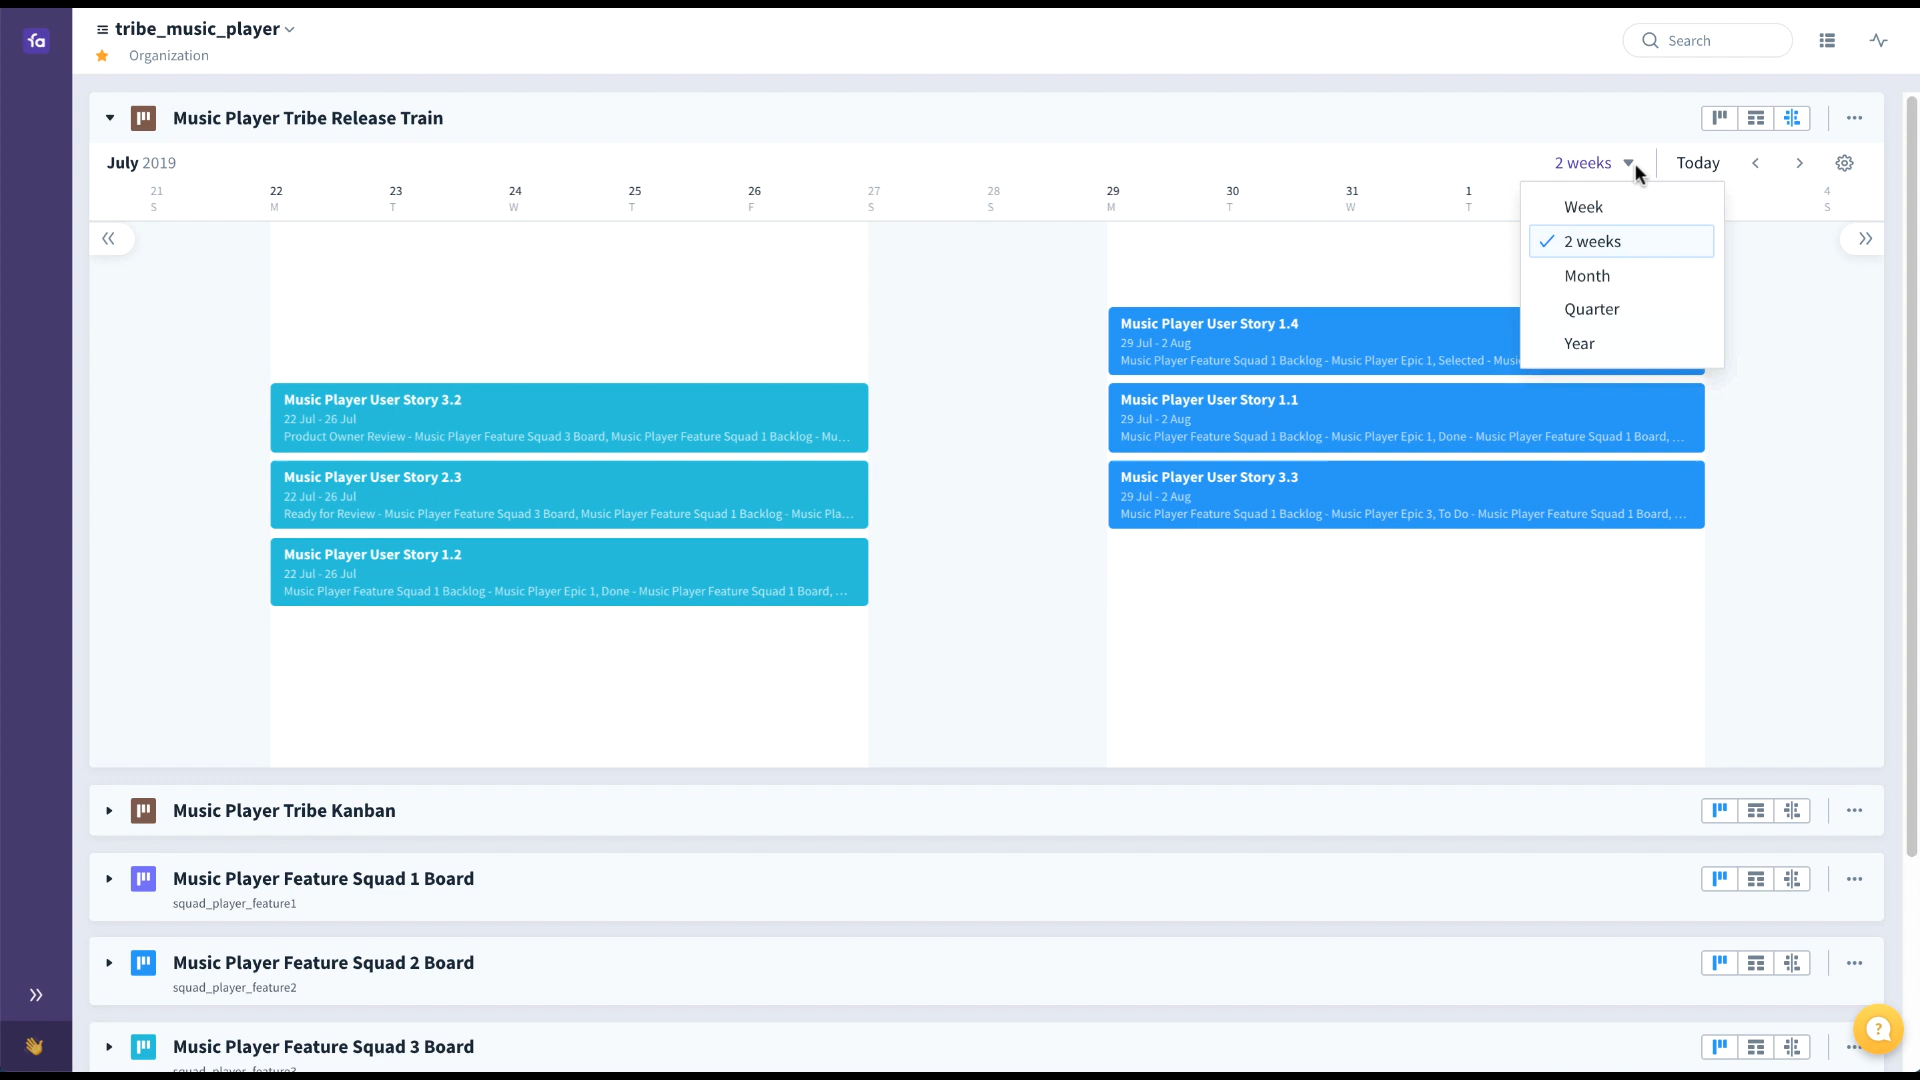 fa
tribe_music_player
Organization
Search
Music Player Tribe Release Train
July 2019
2 weeks
Today
21 22 23 24 25 26 27 28 29 30 31 1 4
S M T W T F S S M T W T S
Week
2 weeks
Month
Quarter
Year
Music Player User Story 1.4
29 Jul - 2 Aug
Music Player Feature Squad 1 Backlog - Music Player Epic 1, Selected -
Music Player User Story 3.2
22 Jul - 26 Jul
Product Owner Review - Music Player Feature Squad 3 Board, Music Player Feature Squad 1 Backlog - Mu...
Music Player User Story 1.1
29 Jul - 2 Aug
Music Player Feature Squad 1 Backlog - Music Player Epic 1, Done - Music Player Feature Squad 1 Board, ...
Music Player User Story 2.3
22 Jul - 26 Jul
Ready for Review - Music Player Feature Squad 3 Board, Music Player Feature Squad 1 Backlog - Music Pla...
Music Player User Story 3.3
29 Jul - 2 Aug
Music Player Feature Squad 1 Backlog - Music Player Epic 3, To Do - Music Player Feature Squad 1 Board, ...
Music Player User Story 1.2
22 Jul - 26 Jul
Music Player Feature Squad 1 Backlog - Music Player Epic 1, Done - Music Player Feature Squad 1 Board, ...
Music Player Tribe Kanban
Music Player Feature Squad 1 Board
squad_player_feature1
Music Player Feature Squad 2 Board
squad_player_feature2
Music Player Feature Squad 3 Board
squad_player_feature3